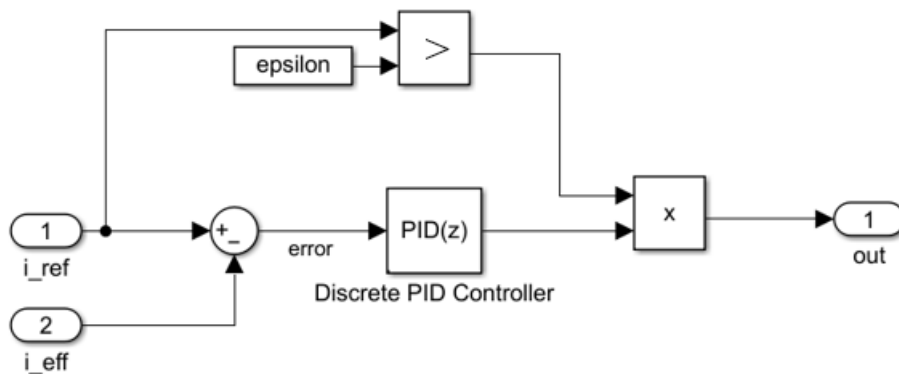 epsilon
>
1
i_ref
+
−
error
PID(z)
Discrete PID Controller
x
1
out
2
i_eff